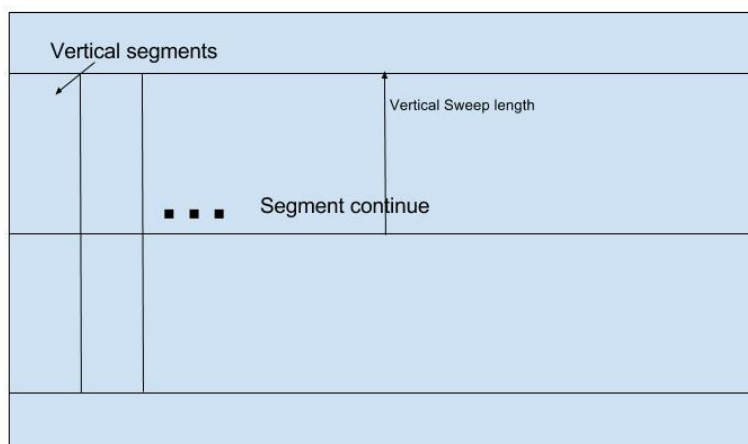 Vertical segments
Vertical Sweep length
Segment continue